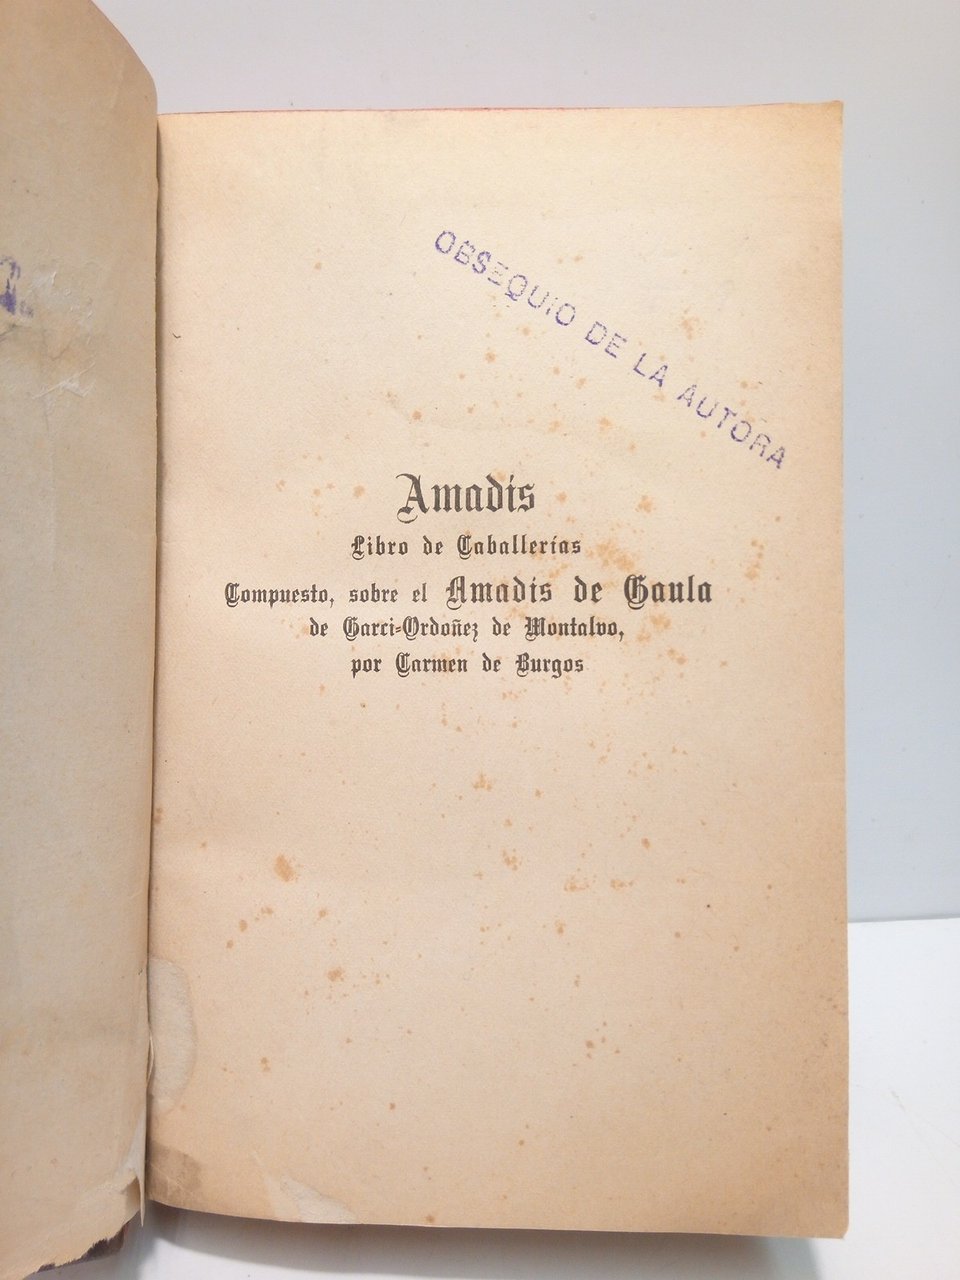 OBSEQUIO DE LA AUTORA
Amadís
Libro de Caballerías
Compuesto, sobre el Amadís de Gaula
de Garci-Ordoñez de Montalvo,
por Carmen de Burgos